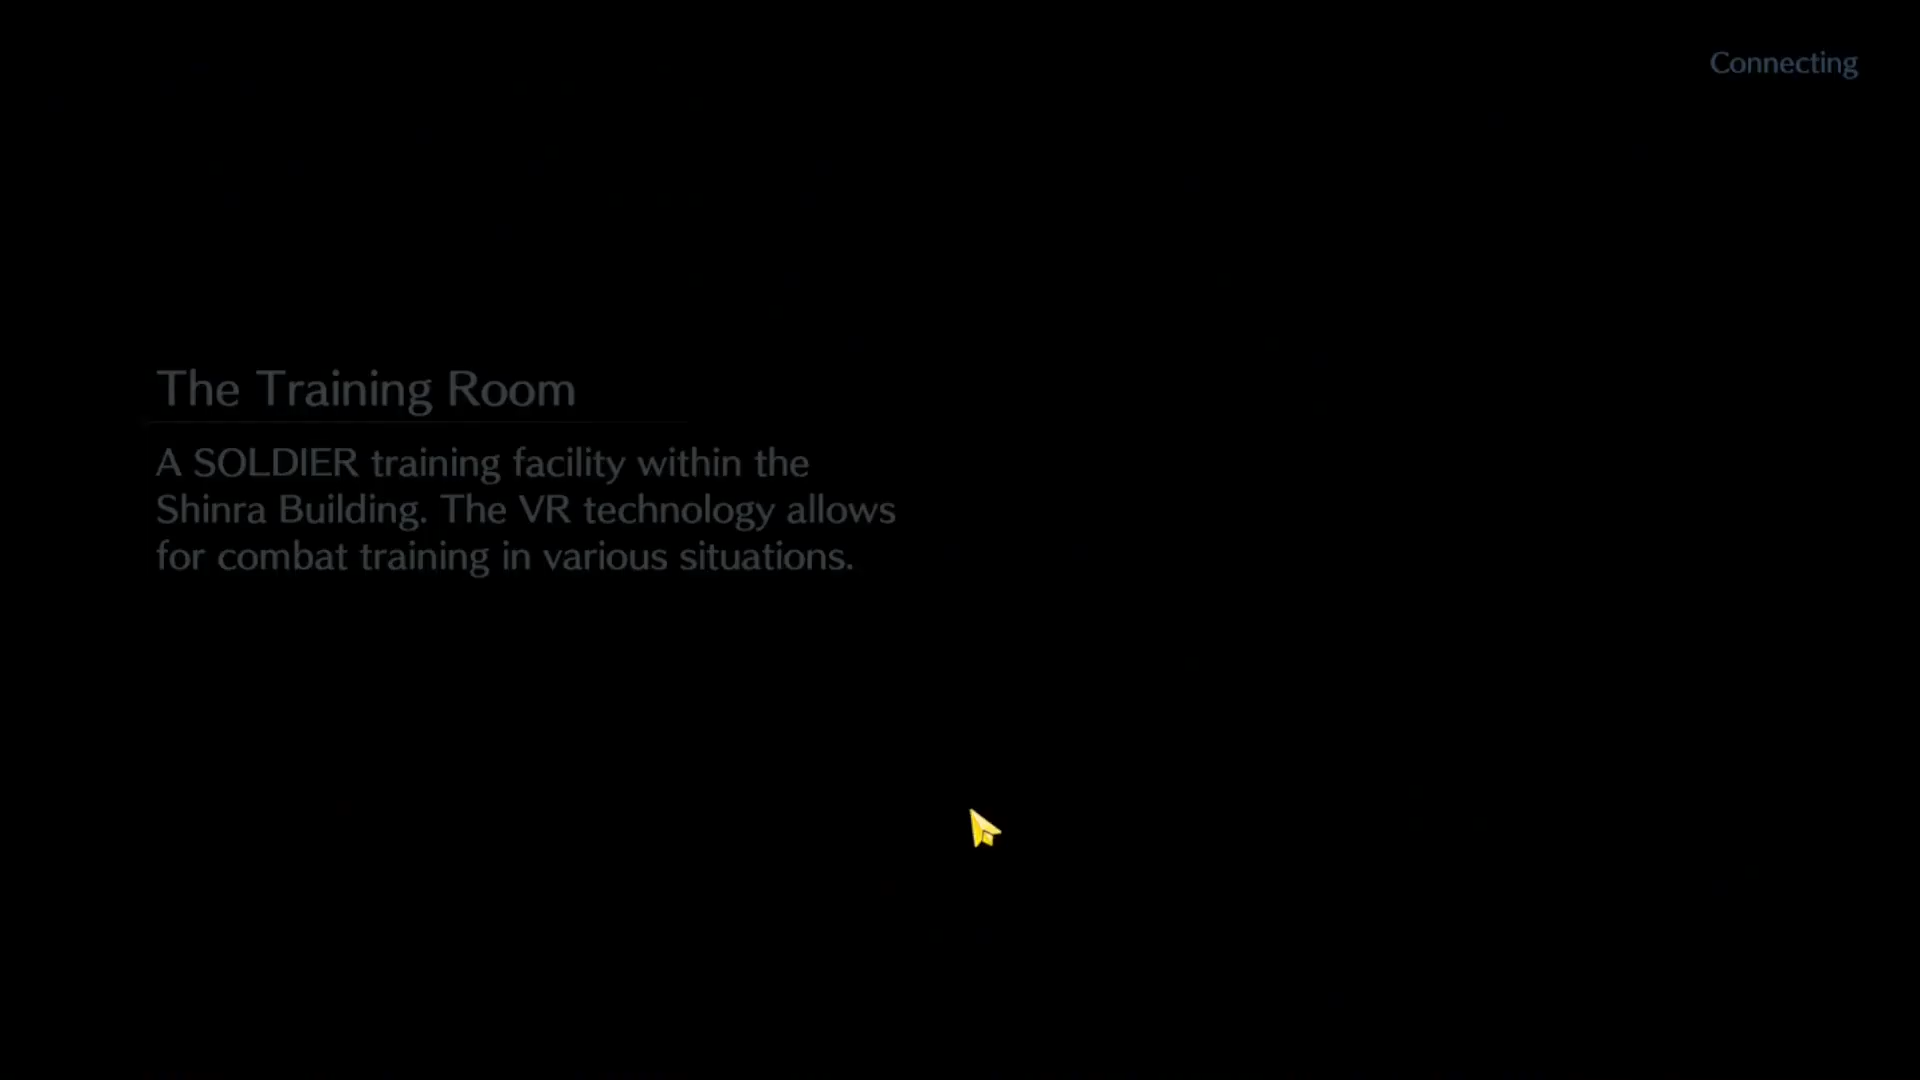 Connecting
The Training Room
A SOLDIER training facility within the
Shinra Building. The VR technology allows
for combat training in various situations.